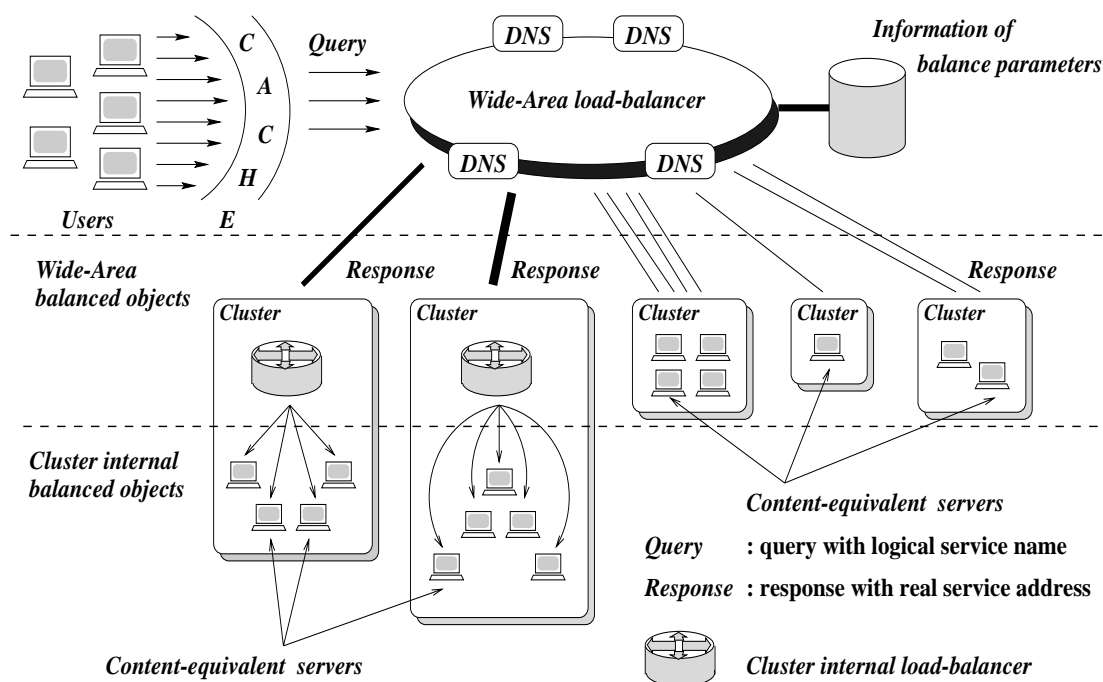 DNS DNS
C
Query
Information of
balance parameters
A
Wide-Area load-balancer
C
DNS DNS
H
Users
E
Wide-Area
balanced objects
Response
Response
Response
Cluster
Cluster
Cluster
Cluster
Cluster
Cluster internal
balanced objects
Content-equivalent servers
Query : query with logical service name
Response : response with real service address
Content-equivalent servers
Cluster internal load-balancer